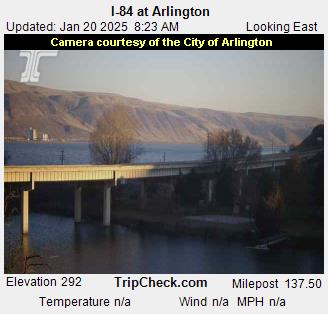 I-84 at Arlington
Updated: Jan 20 2025 8:23 AM Looking East
Camera courtesy of the City of Arlington
Elevation 292 TripCheck.com Milepost 137.50
Temperature n/a Wind n/a MPH n/a